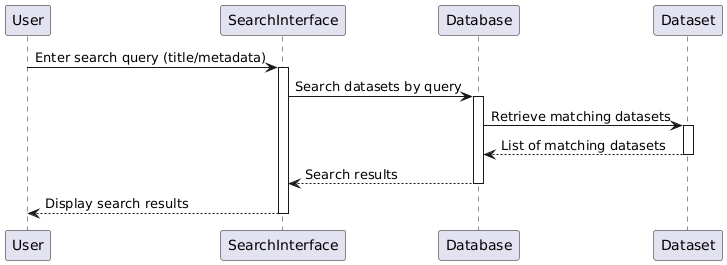 User
SearchInterface
Database
Dataset
Enter search query (title/metadata)
Search datasets by query
Retrieve matching datasets
List of matching datasets
Search results
Display search results
User
SearchInterface
Database
Dataset